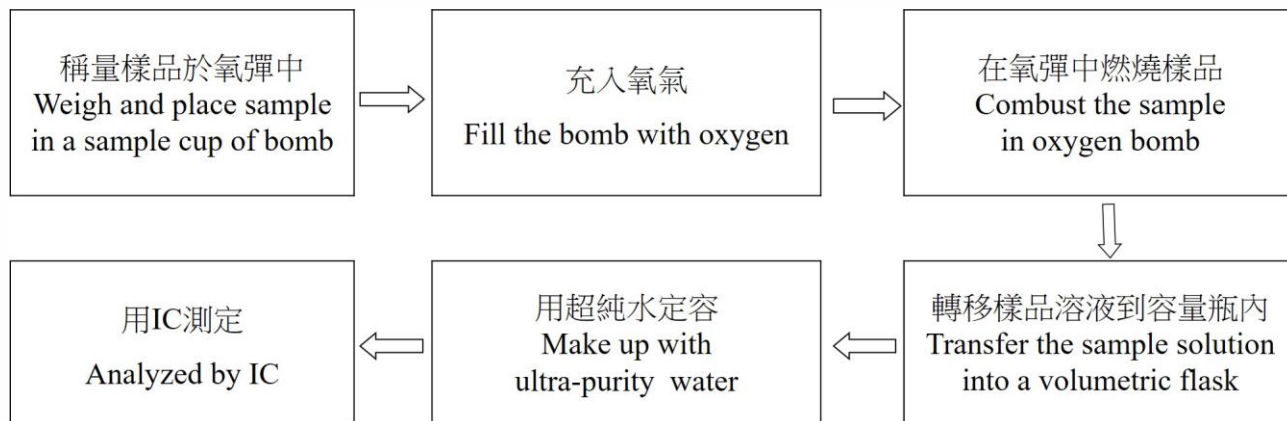 稱量樣品於氧彈中
Weigh and place sample
in a sample cup of bomb
充入氧氣
Fill the bomb with oxygen
在氧彈中燃燒樣品
Combust the sample
in oxygen bomb
轉移樣品溶液到容量瓶內
Transfer the sample solution
into a volumetric flask
用超純水定容
Make up with
ultra-purity water
用IC測定
Analyzed by IC